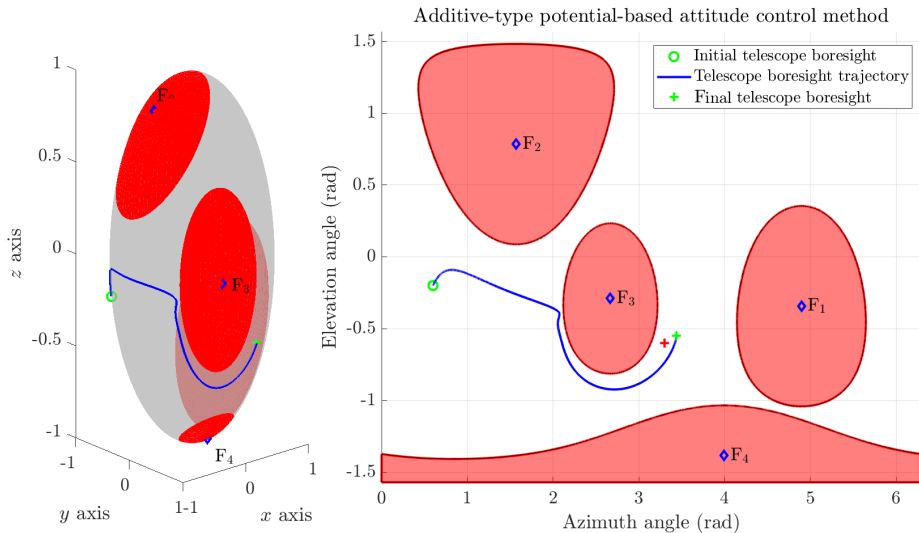 Additive-type potential-based attitude control method
Initial telescope boresight
Telescope boresight trajectory
Final telescope boresight
1
0.5
0
-0.5
-1
z axis
-1
0
1
y axis
-1
0
1
x axis
F3
F4
1.5
1
0.5
0
-0.5
-1
-1.5
Elevation angle (rad)
0
1
2
3
4
5
6
Azimuth angle (rad)
F2
F3
F1
F4